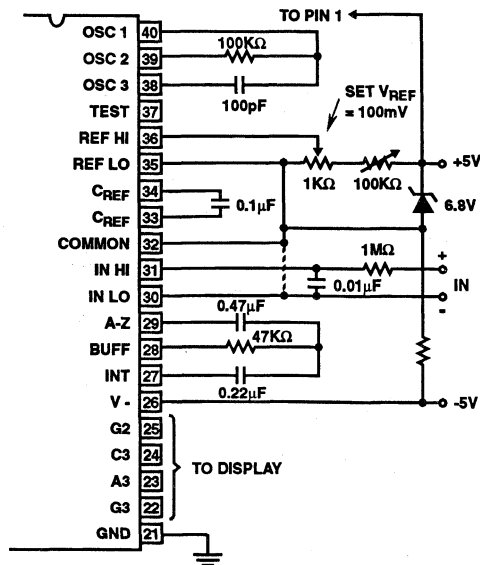 TO PIN 1
OSC 1 40
100KΩ
OSC 2 39
OSC 3 38
100pF
TEST 37
SET VREF
= 100mV
REF HI 36
REF LO 35
+5V
1KΩ 100KΩ
CREF 34
0.1µF
6.8V
CREF 33
COMMON 32
1MΩ
+
IN HI 31
0.01µF
IN
IN LO 30
-
0.47µF
A-Z 29
47KΩ
BUFF 28
INT 27
0.22µF
V - 26
-5V
G2 25
C3 24
TO DISPLAY
A3 23
G3 22
GND 21